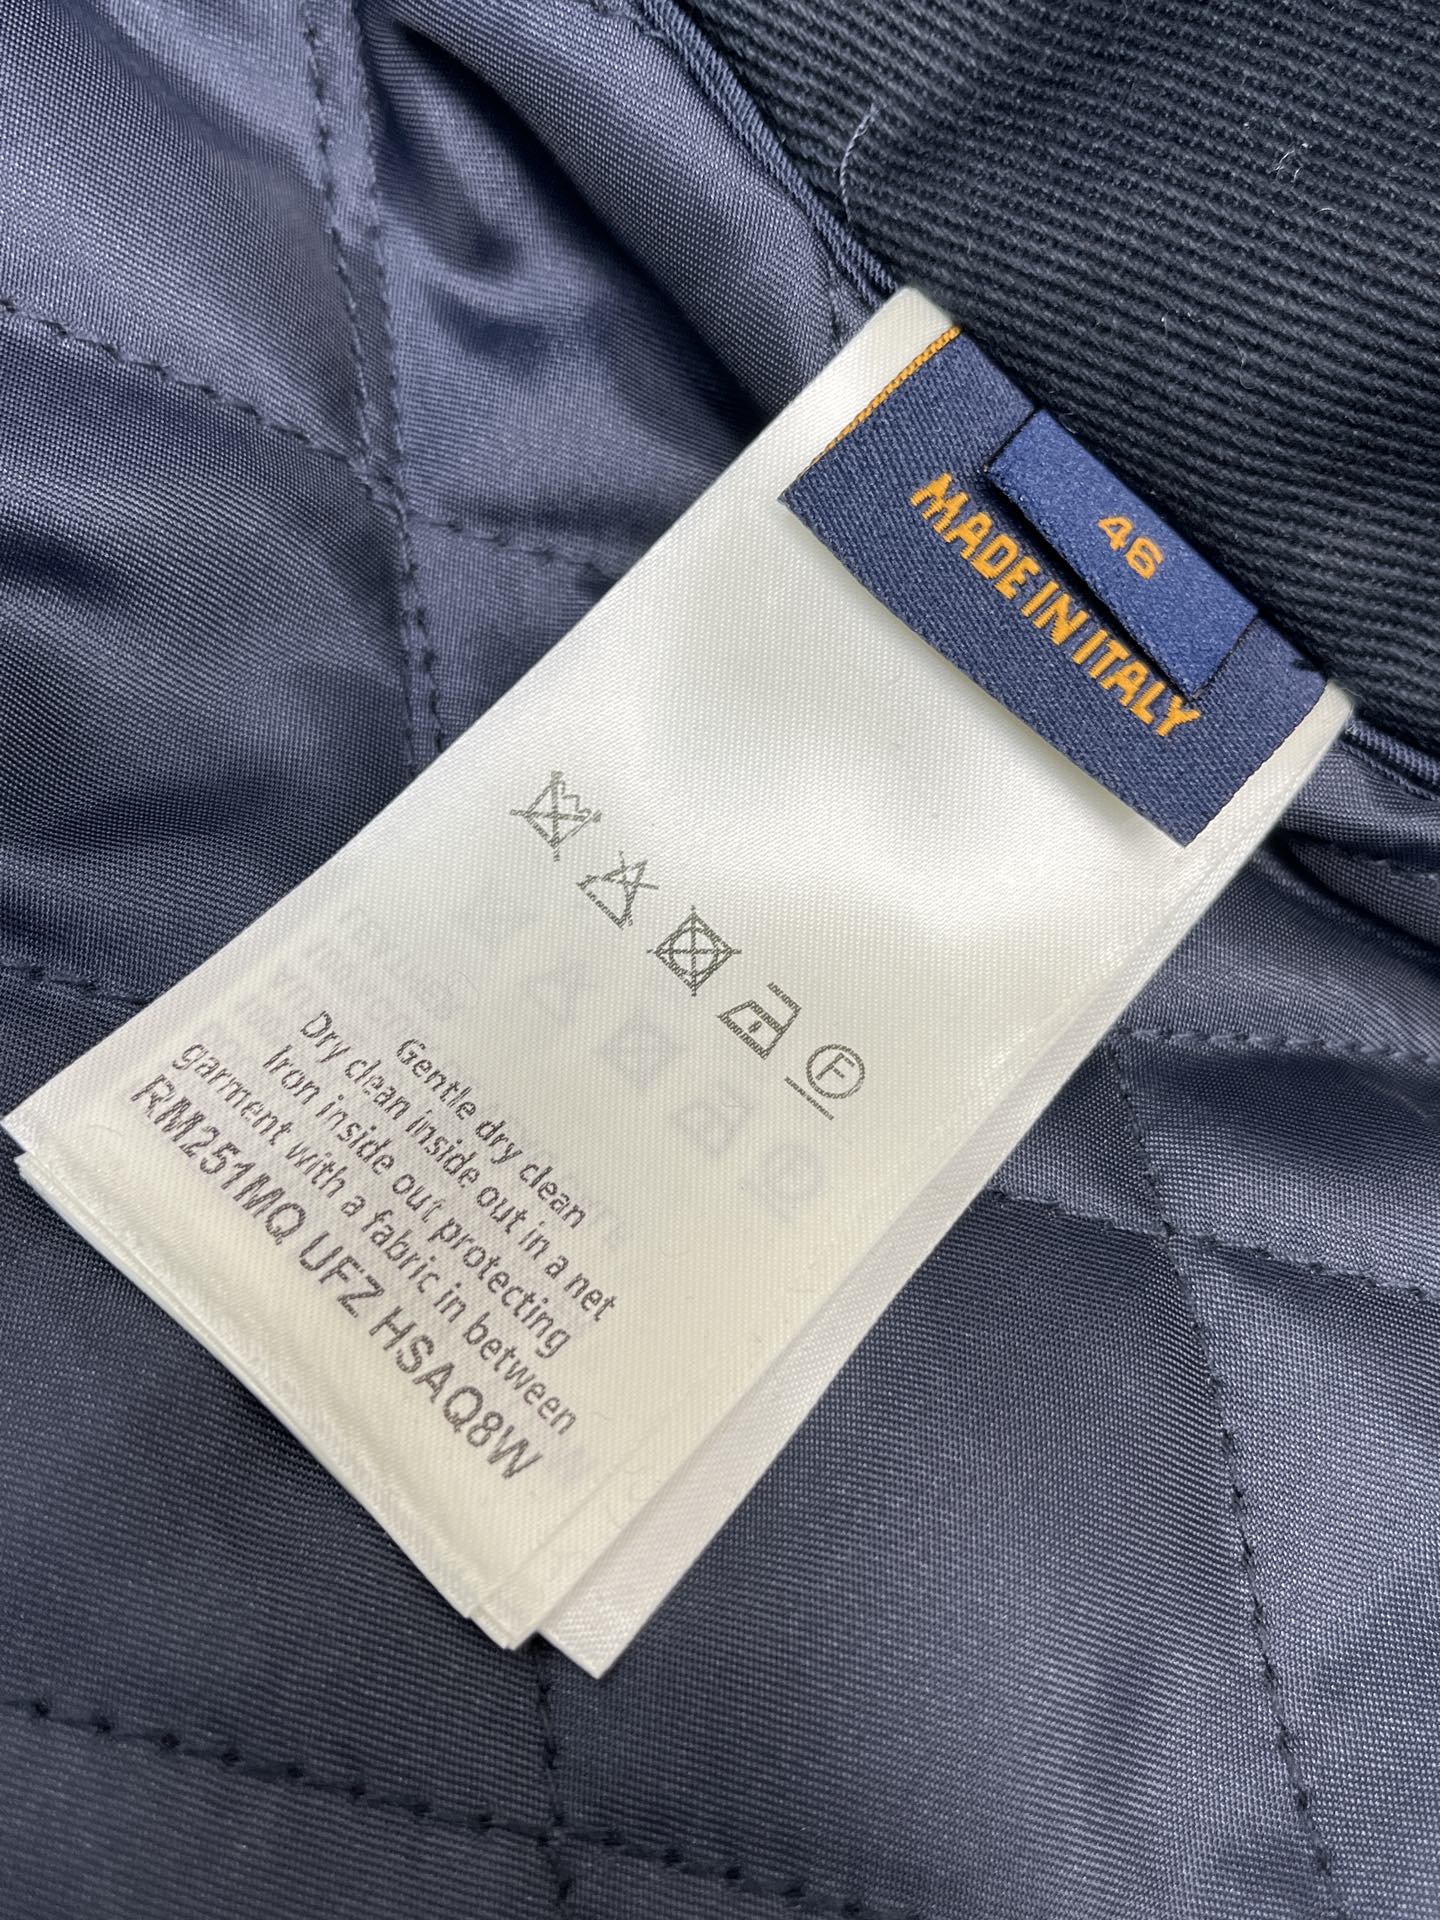 46
MADE IN ITALY
F
Gentle dry clean
Dry clean inside out in a net
Iron inside out protecting
garment with a fabric in between
RM251MQ UFZ HSAQ8W